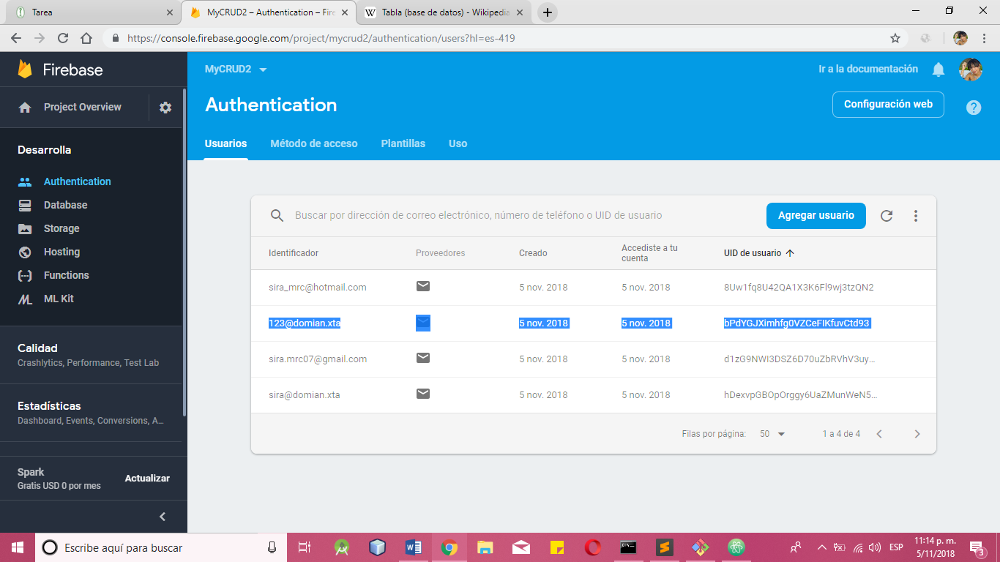 Tarea
MyCRUD2 – Authentication – Fire
Tabla (base de datos) - Wikipedia
https://console.firebase.google.com/project/mycrud2/authentication/users?hl=es-419
Firebase
MyCRUD2
Ir a la documentación
Project Overview
Authentication
Configuración web
Usuarios
Método de acceso
Plantillas
Uso
Desarrolla
Authentication
Database
Storage
Hosting
Functions
ML Kit
Calidad
Crashlytics, Performance, Test Lab
Estadísticas
Dashboard, Events, Conversions, A...
Spark
Gratis USD 0 por mes
Actualizar
Buscar por dirección de correo electrónico, número de teléfono o UID de usuario
Agregar usuario
Identificador
Proveedores
Creado
Accediste a tu
cuenta
UID de usuario
sira_mrc@hotmail.com
5 nov. 2018
5 nov. 2018
8Uw1fq8U42QA1X3K6Fl9wj3tzQN2
123@domian.xta
5 nov. 2018
5 nov. 2018
bPdYGJXimhfg0VZCeFIKfuvCtd93
sira.mrc07@gmail.com
5 nov. 2018
5 nov. 2018
d1zG9NWI3DSZ6D70uZbRVhV3uy...
sira@domian.xta
5 nov. 2018
5 nov. 2018
hDexvpGBOpOrggy6UaZMunWeN5...
Filas por página:
50
1 a 4 de 4
Escribe aquí para buscar
ESP
11:14 p. m.
5/11/2018
3